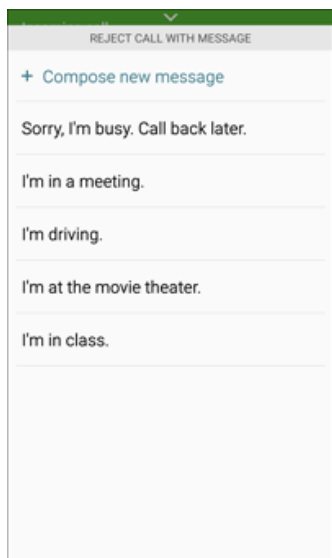 REJECT CALL WITH MESSAGE
+ Compose new message
Sorry, I'm busy. Call back later.
I'm in a meeting.
I'm driving.
I'm at the movie theater.
I'm in class.